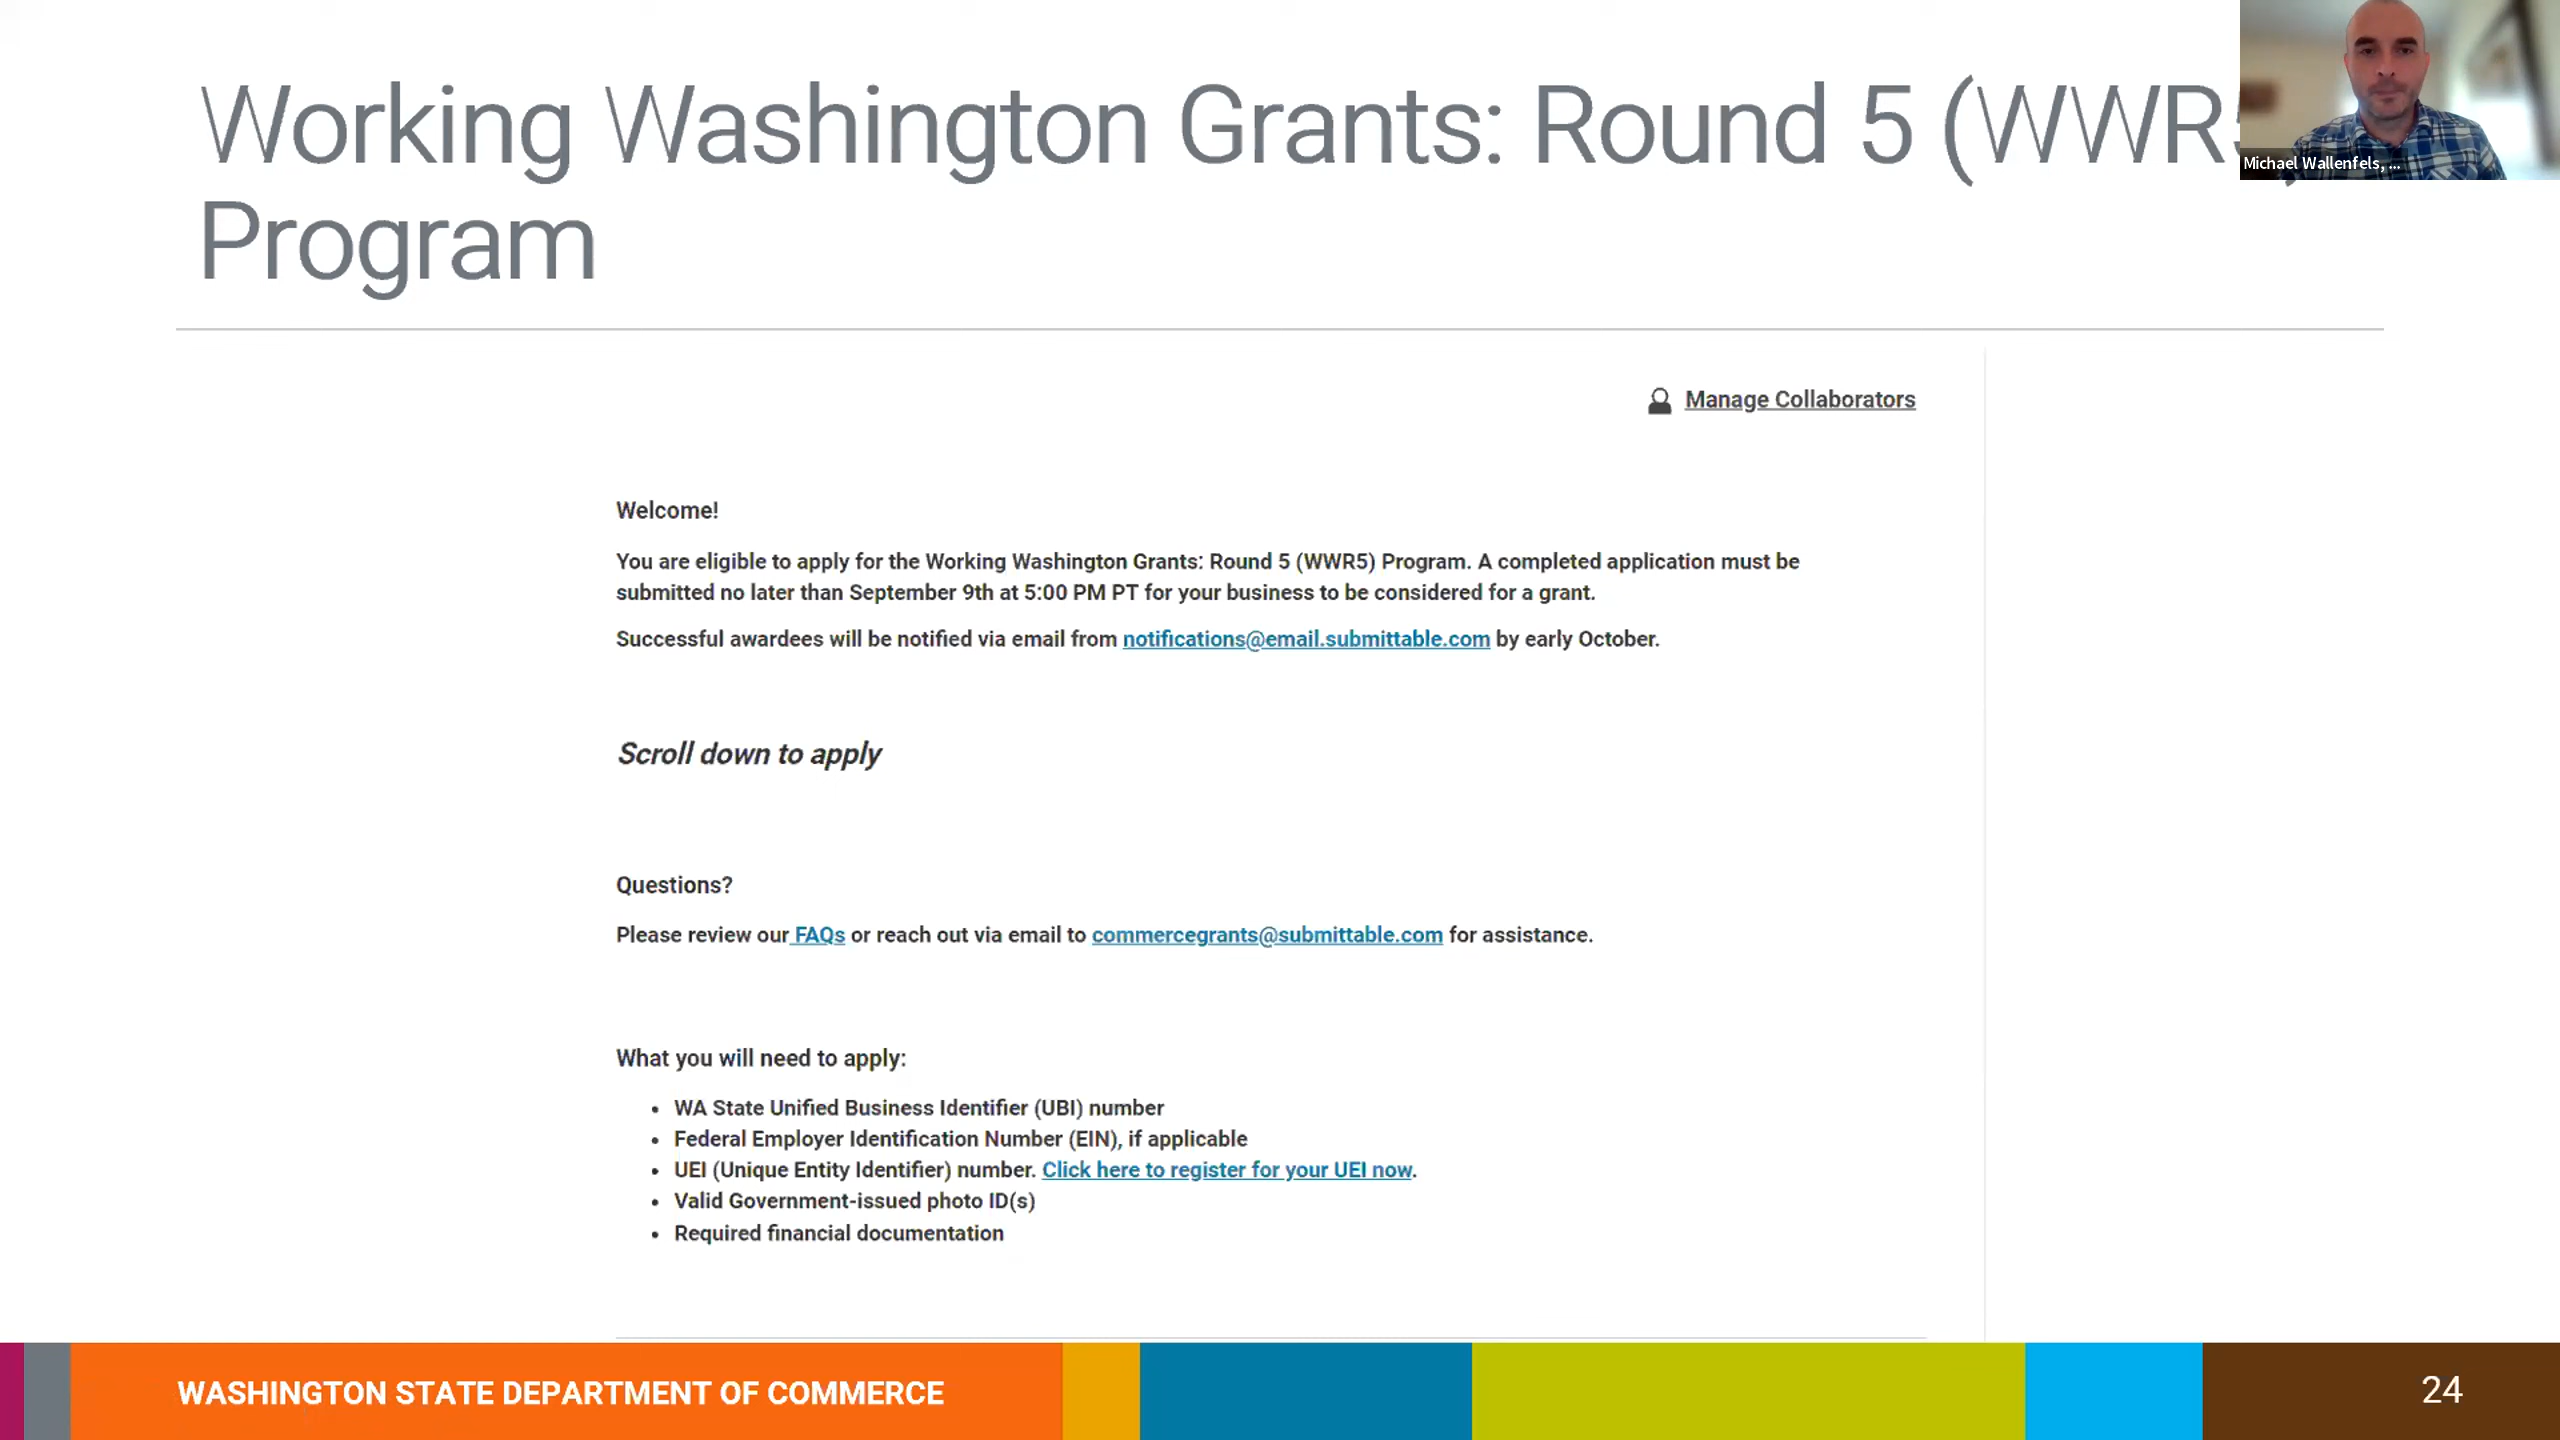 Working Washington Grants: Round 5 (WWR5
Program
Michael Wallenfels, ...
Manage Collaborators
Welcome!
You are eligible to apply for the Working Washington Grants: Round 5 (WWR5) Program. A completed application must be
submitted no later than September 9th at 5:00 PM PT for your business to be considered for a grant.
Successful awardees will be notified via email from notifications@email.submittable.com by early October.
Scroll down to apply
Questions?
Please review our FAQs or reach out via email to commercegrants@submittable.com for assistance.
What you will need to apply:
• WA State Unified Business Identifier (UBI) number
• Federal Employer Identification Number (EIN), if applicable
• UEI (Unique Entity Identifier) number. Click here to register for your UEI now.
• Valid Government-issued photo ID(s)
• Required financial documentation
WASHINGTON STATE DEPARTMENT OF COMMERCE
24